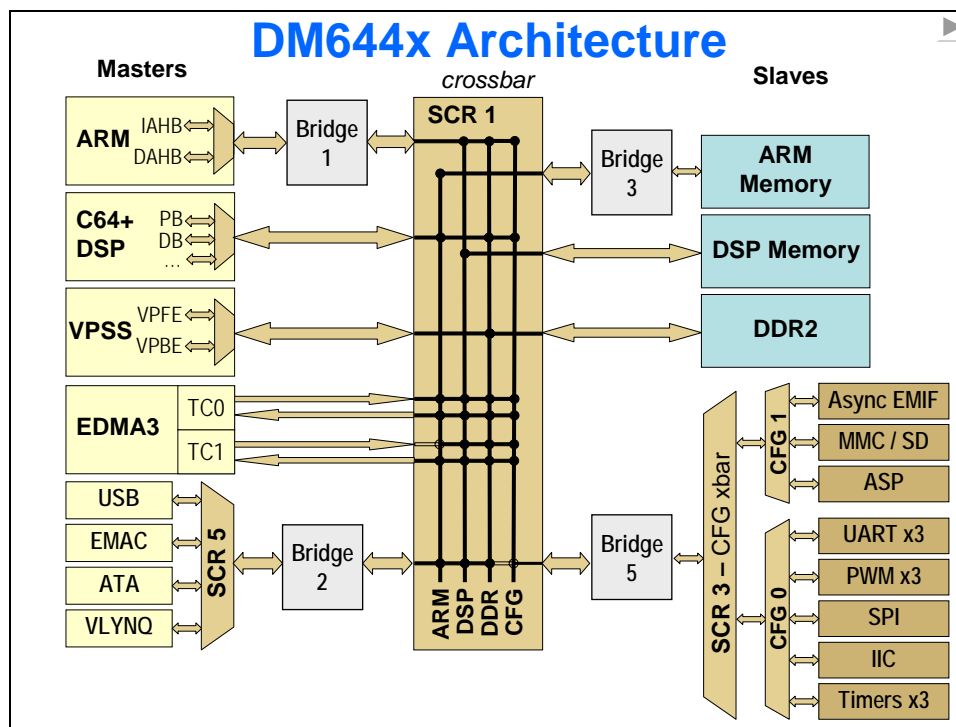 DM644x Architecture
Masters
crossbar
Slaves
ARM
IAHB
DAHB
Bridge
1
SCR 1
Bridge
3
ARM
Memory
C64+
DSP
PB
DB
...
DSP Memory
VPSS
VPFE
VPBE
DDR2
EDMA3
TC0
TC1
USB
EMAC
ATA
VLYNQ
SCR 5
Bridge
2
ARM
DSP
DDR
CFG
Bridge
5
SCR 3 – CFG xbar
CFG 1
Async EMIF
MMC / SD
ASP
CFG 0
UART x3
PWM x3
SPI
IIC
Timers x3